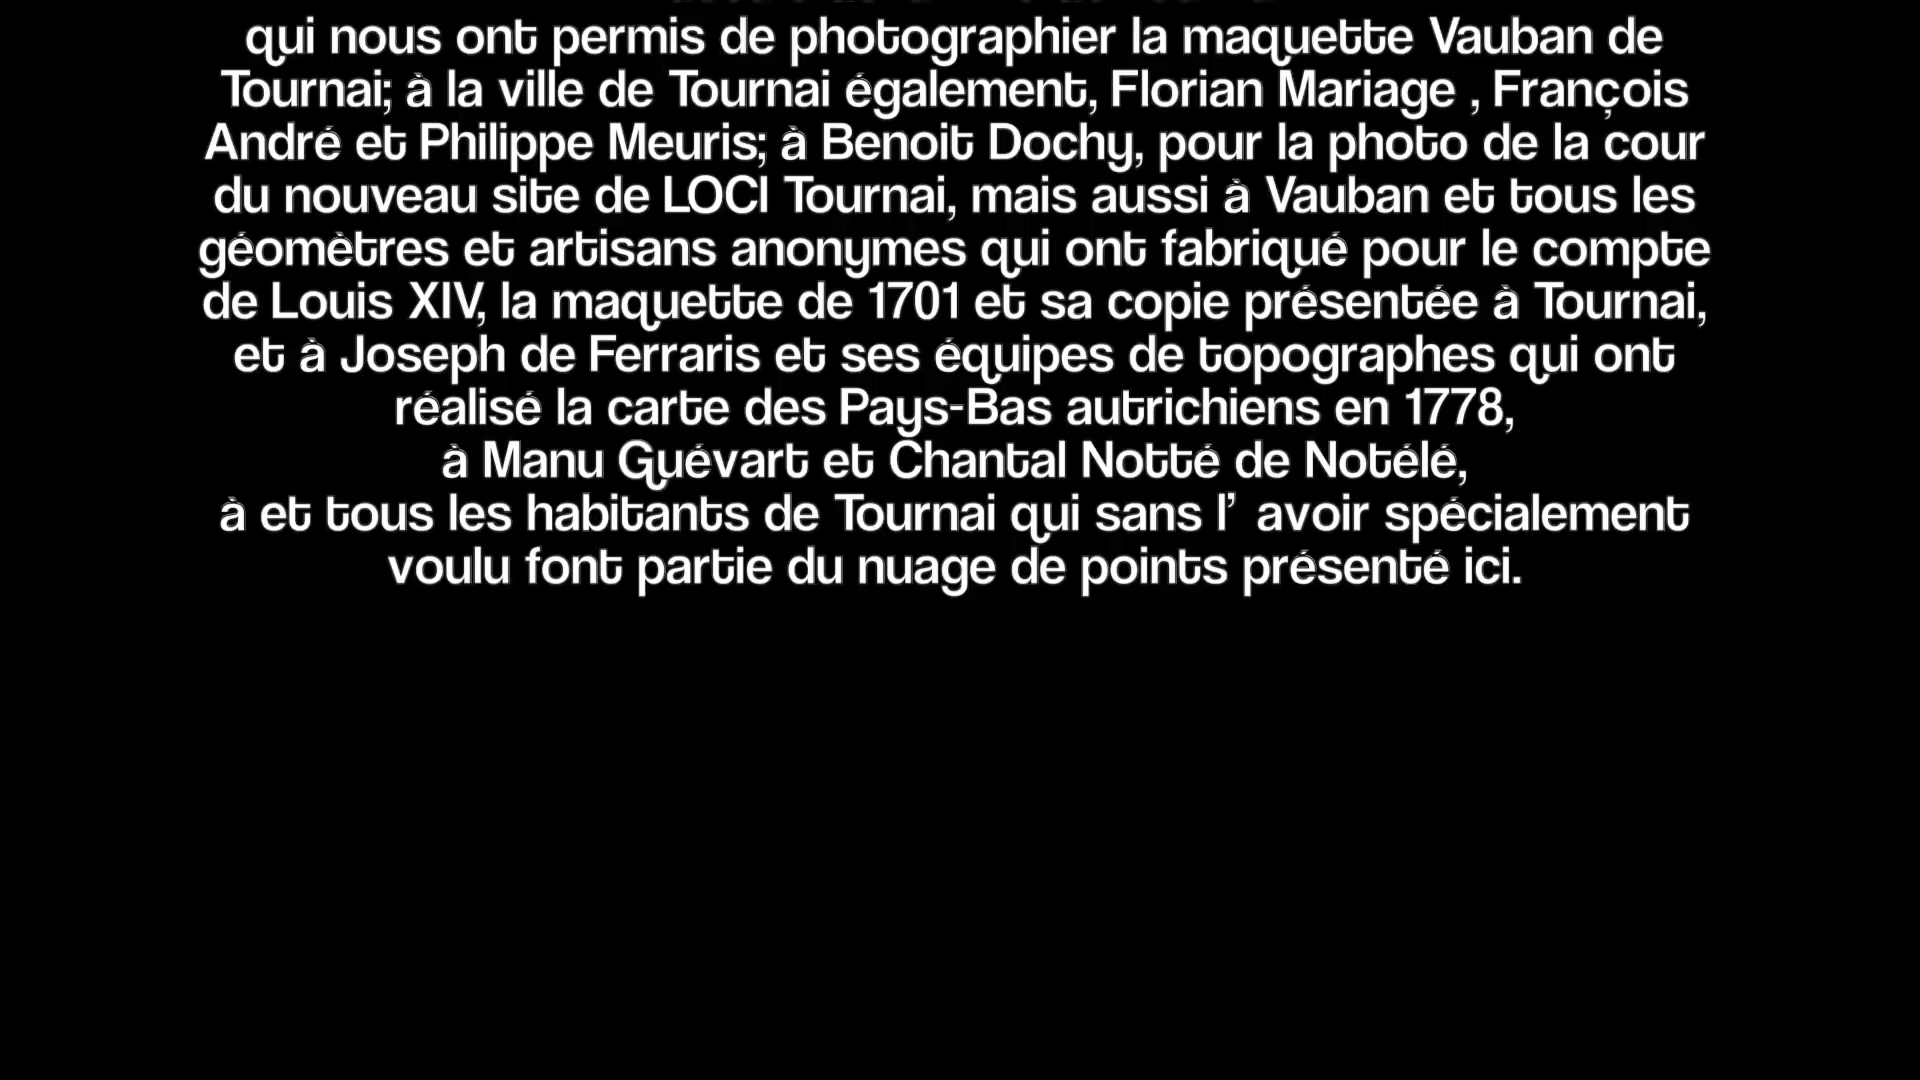 qui nous ont permis de photographier la maquette Vauban de
Tournai; à la ville de Tournai également, Florian Mariage , François
André et Philippe Meuris; à Benoit Dochy, pour la photo de la cour
du nouveau site de LOCI Tournai, mais aussi à Vauban et tous les
géomètres et artisans anonymes qui ont fabriqué pour le compte
de Louis XIV, la maquette de 1701 et sa copie présentée à Tournai,
et à Joseph de Ferraris et ses équipes de topographes qui ont
réalisé la carte des Pays-Bas autrichiens en 1778,
à Manu Guévart et Chantal Notté de Notélé,
à et tous les habitants de Tournai qui sans l’ avoir spécialement
voulu font partie du nuage de points présenté ici.